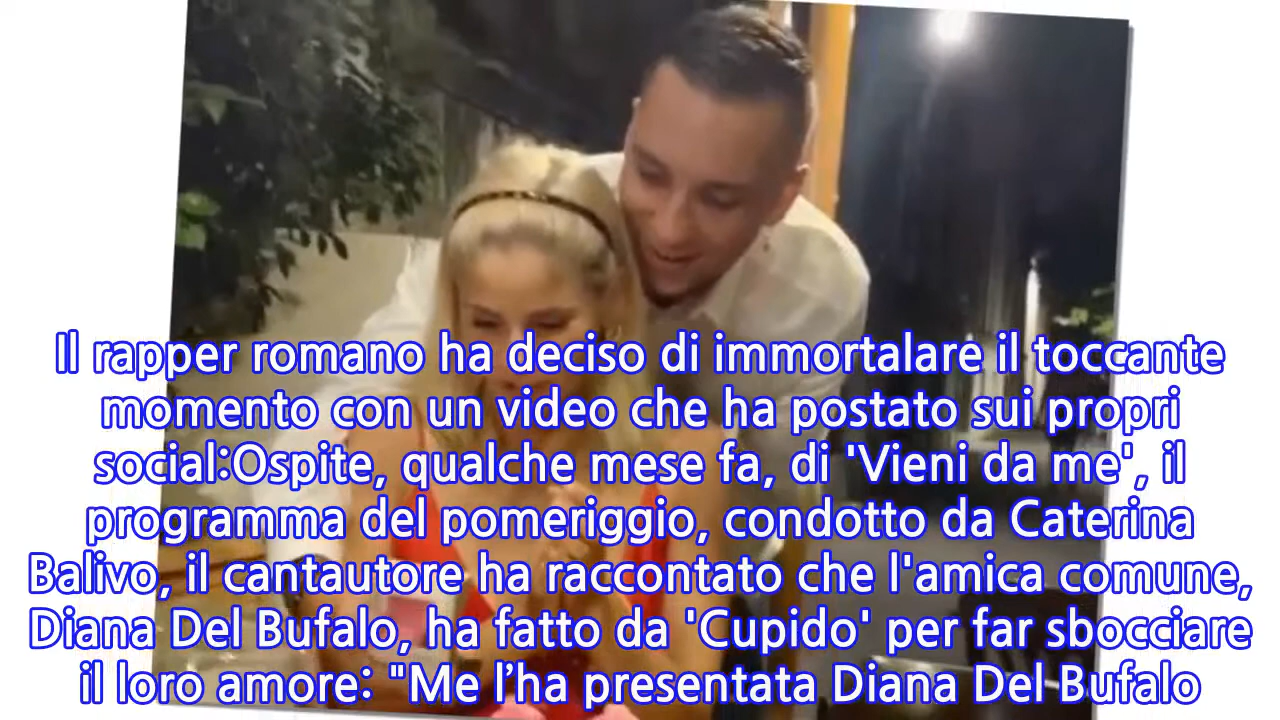 Il rapper romano ha deciso di immortalare il toccante
momento con un video che ha postato sui propri
social:Ospite, qualche mese fa, di 'Vieni da me', il
programma del pomeriggio, condotto da Caterina
Balivo, il cantautore ha raccontato che l'amica comune,
Diana Del Bufalo, ha fatto da 'Cupido' per far sbocciare
il loro amore: "Me l’ha presentata Diana Del Bufalo